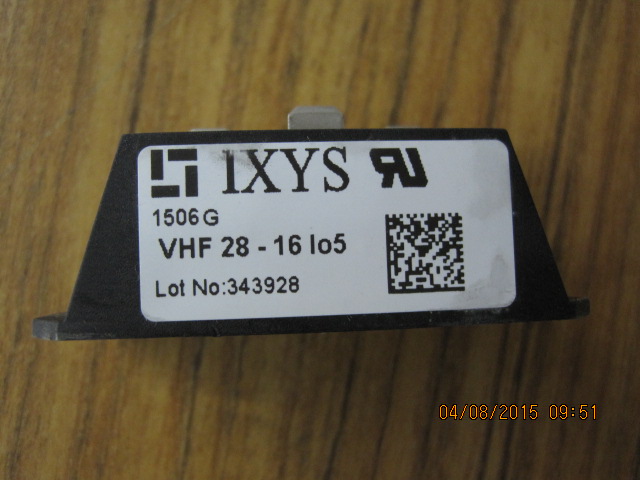 IXYS
1506G
VHF 28 - 16 Io5
Lot No:343928
04/08/2015 09:51